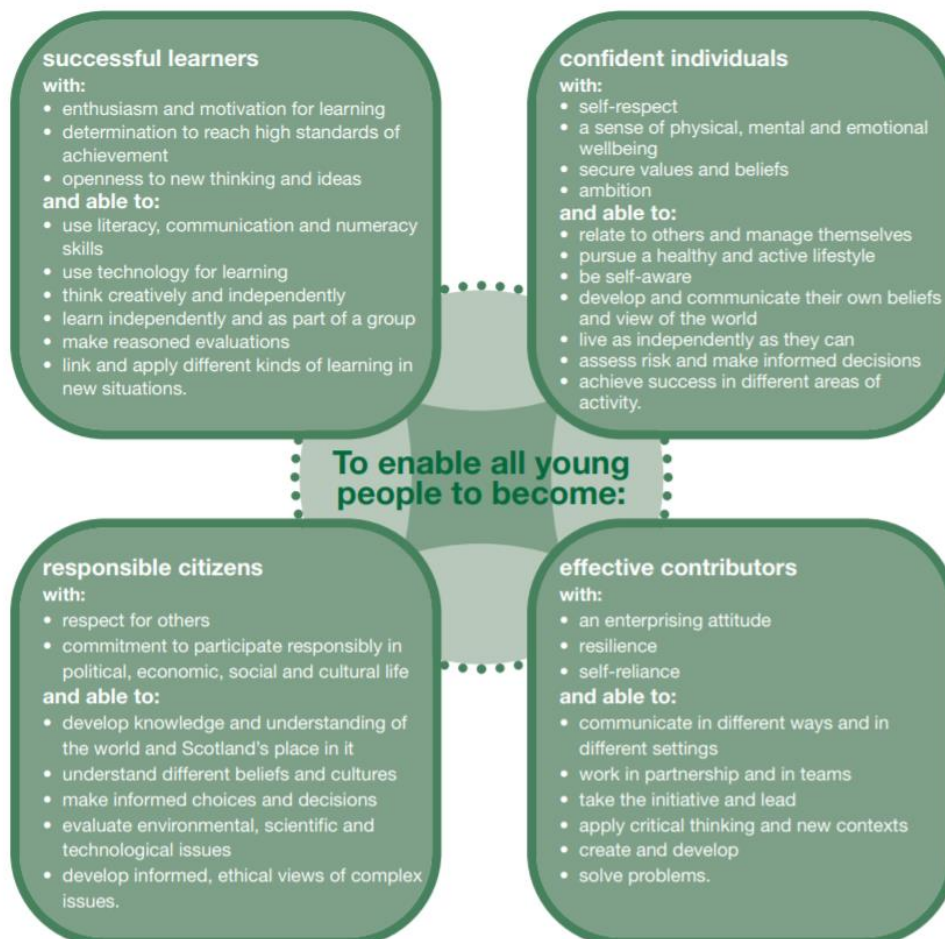 successful learners
with:
• enthusiasm and motivation for learning
• determination to reach high standards of
achievement
• openness to new thinking and ideas
and able to:
• use literacy, communication and numeracy
skills
• use technology for learning
• think creatively and independently
• learn independently and as part of a group
• make reasoned evaluations
• link and apply different kinds of learning in
new situations.
confident individuals
with:
• self-respect
• a sense of physical, mental and emotional
wellbeing
• secure values and beliefs
• ambition
and able to:
• relate to others and manage themselves
• pursue a healthy and active lifestyle
• be self-aware
• develop and communicate their own beliefs
and view of the world
• live as independently as they can
• assess risk and make informed decisions
• achieve success in different areas of
activity.
To enable all young
people to become:
responsible citizens
with:
• respect for others
• commitment to participate responsibly in
political, economic, social and cultural life
and able to:
• develop knowledge and understanding of
the world and Scotland's place in it
• understand different beliefs and cultures
• make informed choices and decisions
• evaluate environmental, scientific and
technological issues
• develop informed, ethical views of complex
issues.
effective contributors
with:
• an enterprising attitude
• resilience
• self-reliance
and able to:
• communicate in different ways and in
different settings
• work in partnership and in teams
• take the initiative and lead
• apply critical thinking and new contexts
• create and develop
• solve problems.